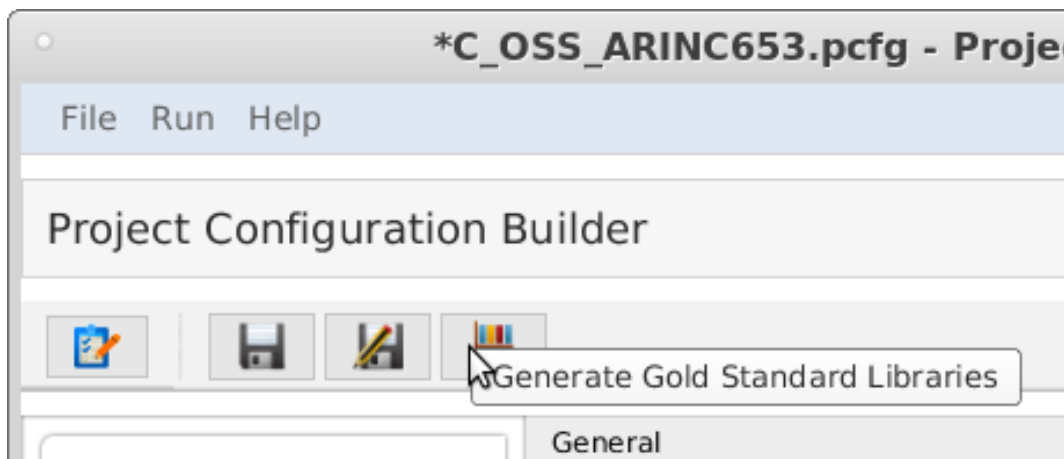 *C_OSS_ARINC653.pcfg - Proje
File Run Help
Project Configuration Builder
Generate Gold Standard Libraries
General